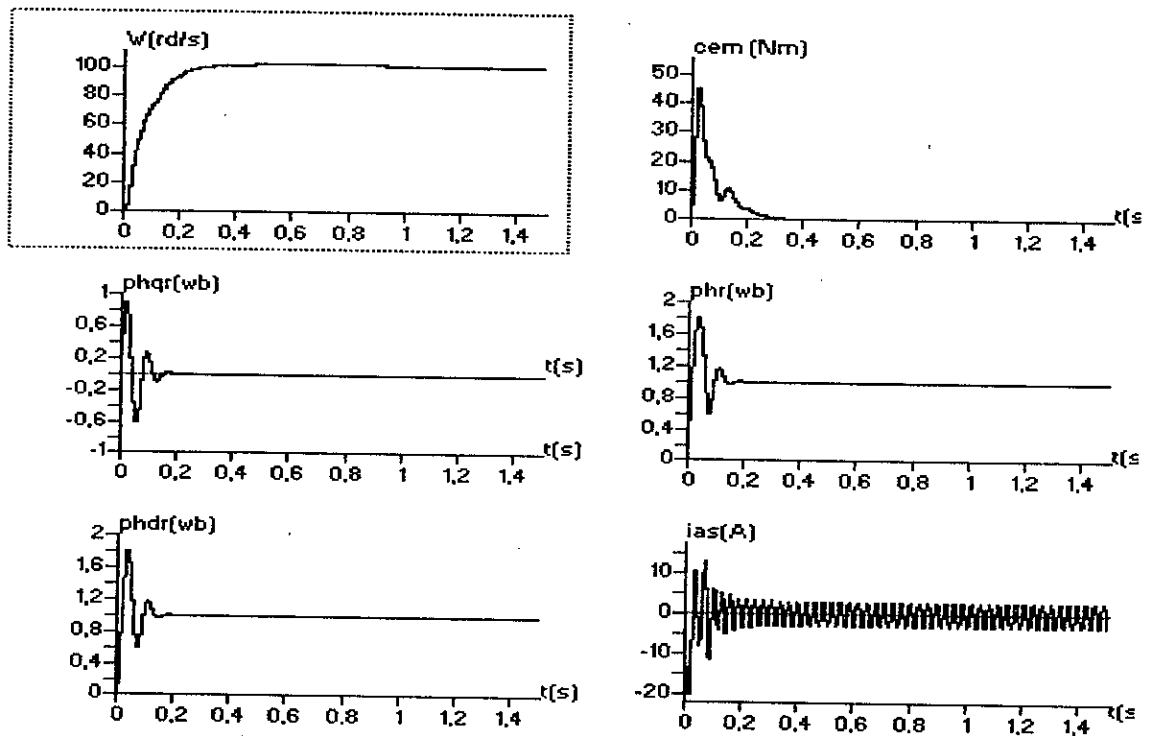 W(rd/s)
100
80
60
40
20
0
0 0,2 0,4 0,6 0,8 1 1,2 1,4
cem (Nm)
50
40
30
20
10
0
t(s
0 0,2 0,4 0,6 0,8 1 1,2 1,4
phqr(wb)
1
0,6
0,2
-0,2
-0,6
-1
t(s)
t(s)
0 0,2 0,4 0,6 0,8 1 1,2 1,4
phr(wb)
2
1,6
1,2
0,8
0,4
0
t(s
0 0,2 0,4 0,6 0,8 1 1,2 1,4
phdr(wb)
2
1,6
1,2
0,8
0,4
0
t(s)
0 0,2 0,4 0,6 0,8 1 1,2 1,4
ias(A)
10
0
-10
-20
t(s
0 0,2 0,4 0,6 0,8 1 1,2 1,4